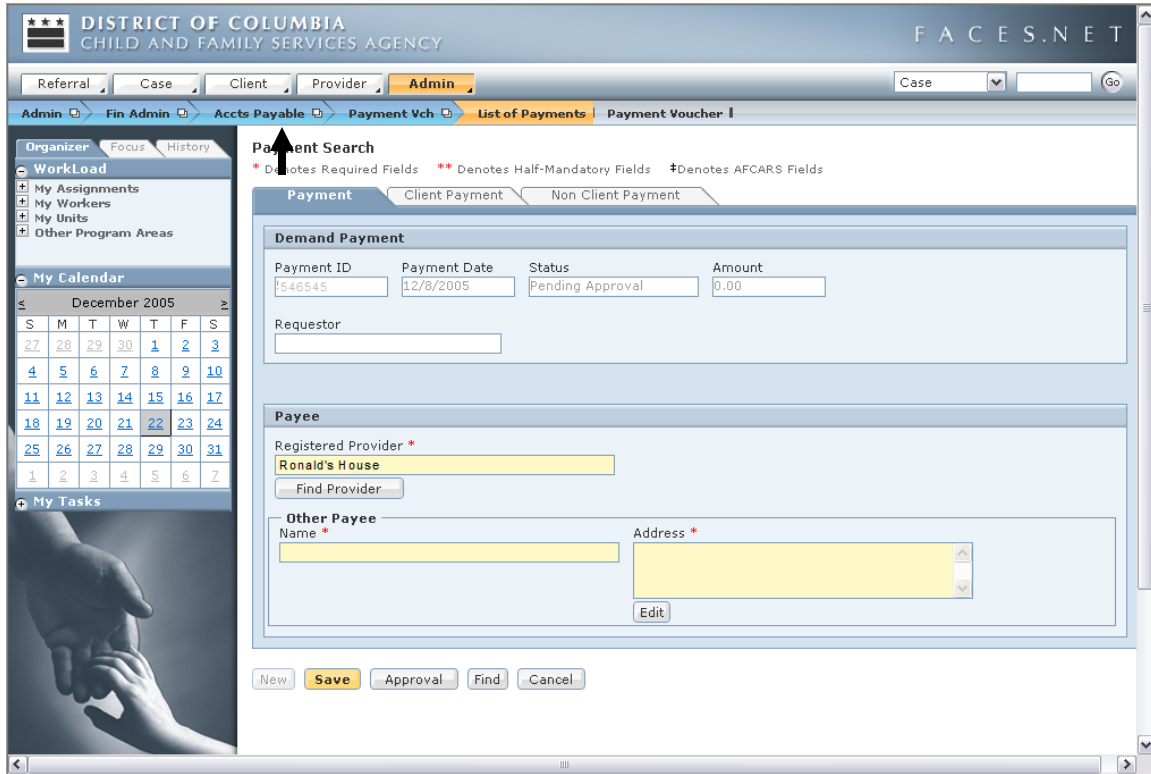 DISTRICT OF COLUMBIA
CHILD AND FAMILY SERVICES AGENCY
FACES.NET
Referral Case Client Provider Admin Case Go
Admin Fin Admin Accts Payable Payment Vch List of Payments Payment Voucher
Organizer Focus History
WorkLoad
My Assignments
My Workers
My Units
Other Program Areas
My Calendar
< December 2005 >
S M T W T F S
27 28 29 30 1 2 3
4 5 6 7 8 9 10
11 12 13 14 15 16 17
18 19 20 21 22 23 24
25 26 27 28 29 30 31
1 2 3 4 5 6 7
My Tasks
Payment Search
* Denotes Required Fields ** Denotes Half-Mandatory Fields ‡Denotes AFCARS Fields
Payment Client Payment Non Client Payment
Demand Payment
Payment ID Payment Date Status Amount
!546545 12/8/2005 Pending Approval 0.00
Requestor
Payee
Registered Provider *
Ronald's House
Find Provider
Other Payee
Name * Address *
Edit
New Save Approval Find Cancel